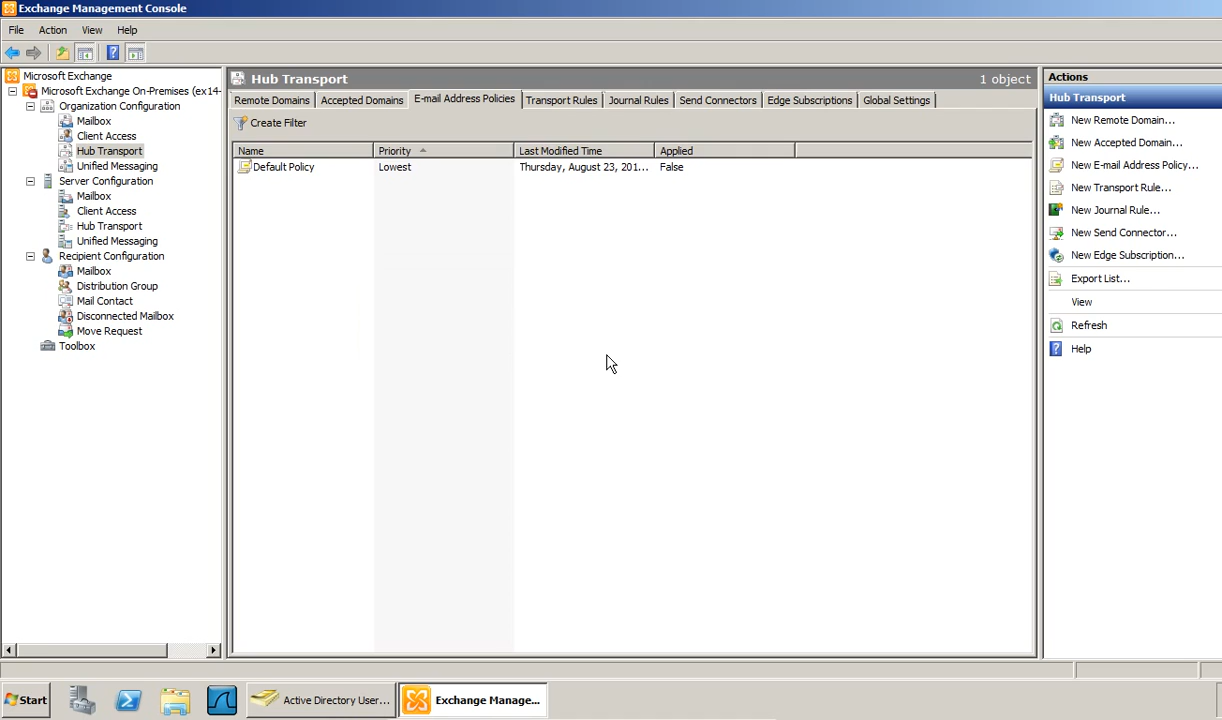 Exchange Management Console
File Action View Help
Microsoft Exchange
Microsoft Exchange On-Premises (ex14-
Organization Configuration
Mailbox
Client Access
Hub Transport
Unified Messaging
Server Configuration
Mailbox
Client Access
Hub Transport
Unified Messaging
Recipient Configuration
Mailbox
Distribution Group
Mail Contact
Disconnected Mailbox
Move Request
Toolbox
Hub Transport 1 object
Remote Domains Accepted Domains E-mail Address Policies Transport Rules Journal Rules Send Connectors Edge Subscriptions Global Settings
Create Filter
Name Priority Last Modified Time Applied
Default Policy Lowest Thursday, August 23, 201... False
Actions
Hub Transport
New Remote Domain...
New Accepted Domain...
New E-mail Address Policy...
New Transport Rule...
New Journal Rule...
New Send Connector...
New Edge Subscription...
Export List...
View
Refresh
Help
Start Active Directory User... Exchange Manage...